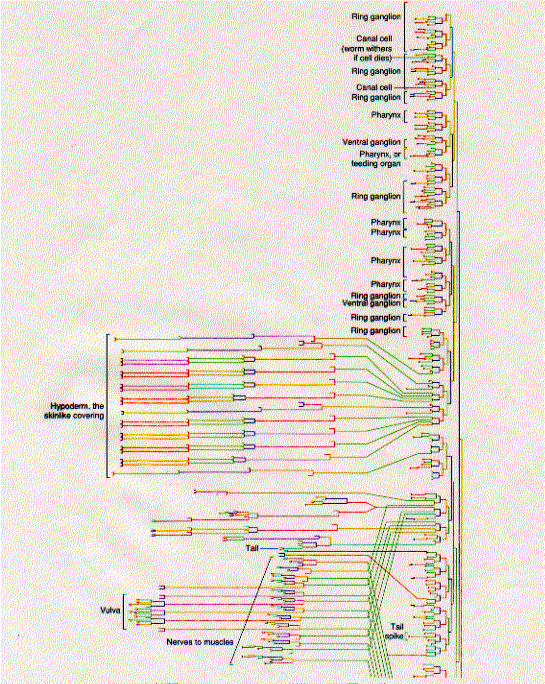 Ring ganglion
Canal cell
(worm withers
if cell dies)
Ring ganglion
Canal cell
Ring ganglion
Pharynx
Ventral ganglion
Pharynx, or
feeding organ
Ring ganglion
Pharynx
Pharynx
Pharynx
Pharynx
Ring ganglion
Ventral ganglion
Ring ganglion
Ring ganglion
Hypoderm, the
skinlike covering
Tail
Vulva
Nerves to muscles
Tail
spike